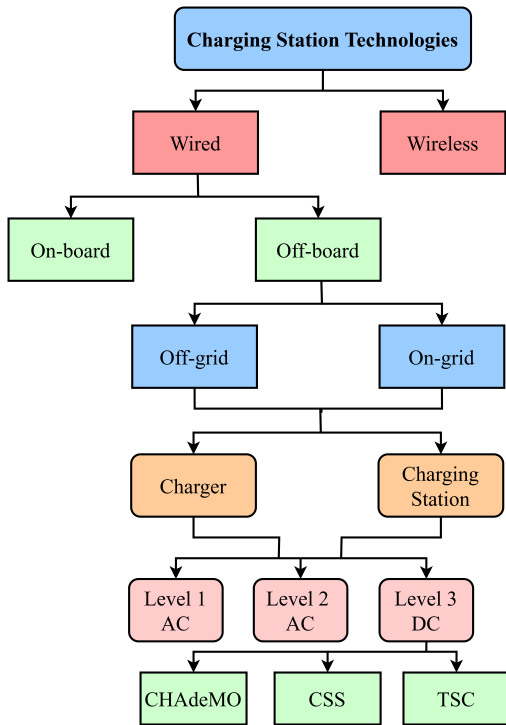 Charging Station Technologies
Wired
Wireless
On-board
Off-board
Off-grid
On-grid
Charger
Charging
Station
Level 1
AC
Level 2
AC
Level 3
DC
CHAdeMO
CSS
TSC